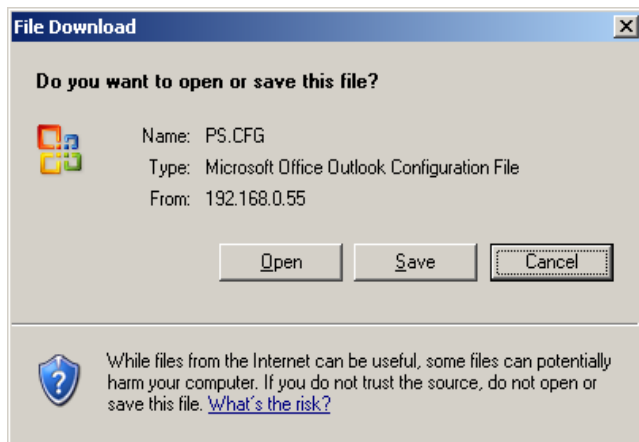 File Download
Do you want to open or save this file?
Name: PS.CFG
Type: Microsoft Office Outlook Configuration File
From: 192.168.0.55
Open Save Cancel
While files from the Internet can be useful, some files can potentially
harm your computer. If you do not trust the source, do not open or
save this file. What's the risk?